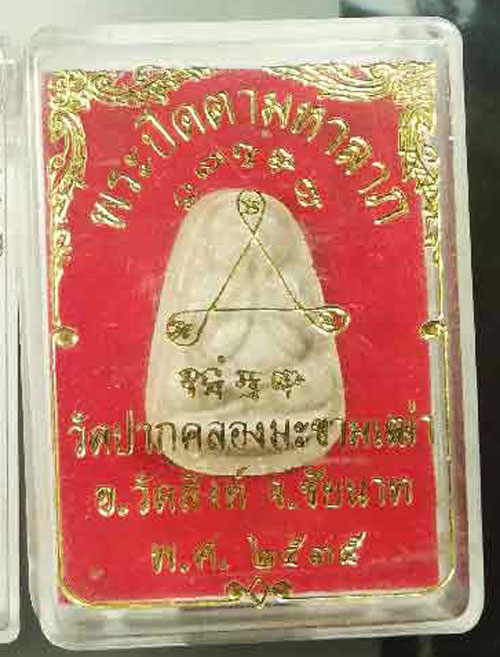 พระปิดตามหาลาภ
วัดปากคลองมะขามเฒ่า
อ.วัดสิงห์ จ.ชัยนาท
พ.ศ. ๒๕๓๕